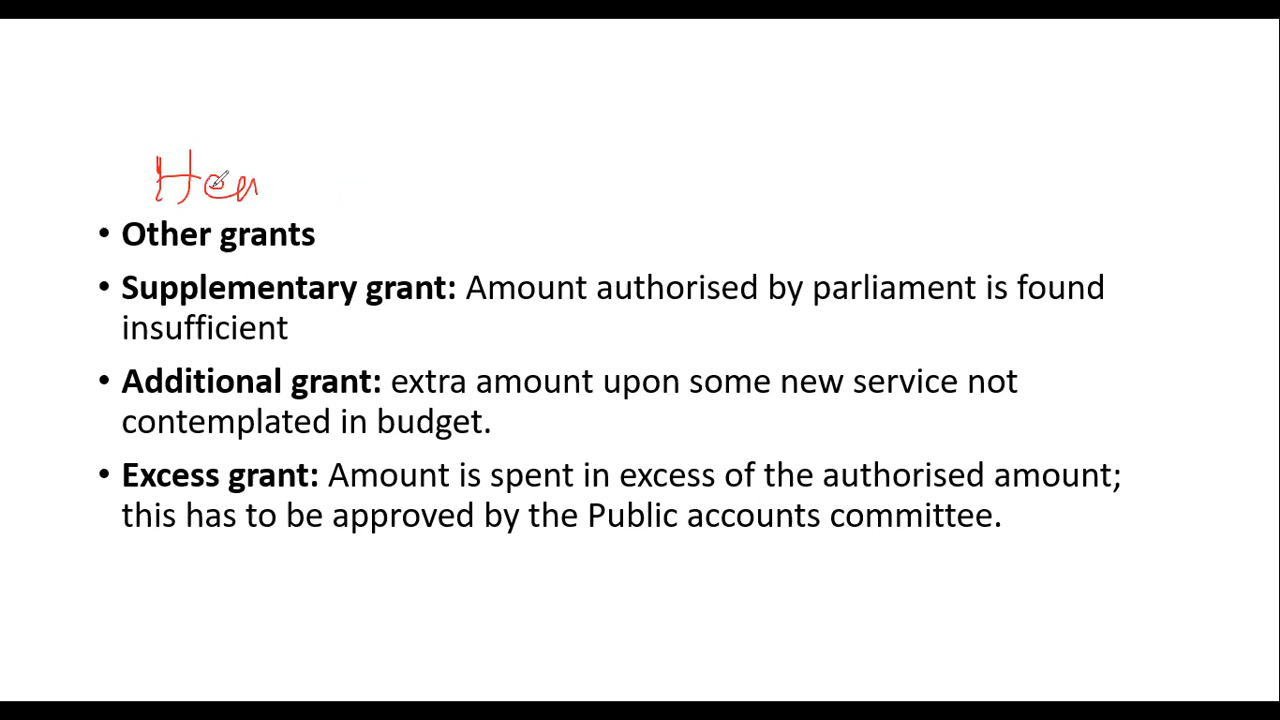 Hea
• Other grants
• Supplementary grant: Amount authorised by parliament is found
insufficient
• Additional grant: extra amount upon some new service not
contemplated in budget.
• Excess grant: Amount is spent in excess of the authorised amount;
this has to be approved by the Public accounts committee.